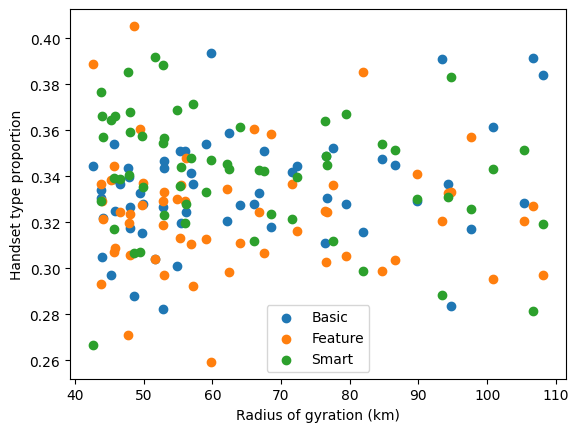 0.40
0.38
0.36
0.34
0.32
0.30
0.28
0.26
Handset type proportion
Basic
Feature
Smart
40 50 60 70 80 90 100 110
Radius of gyration (km)